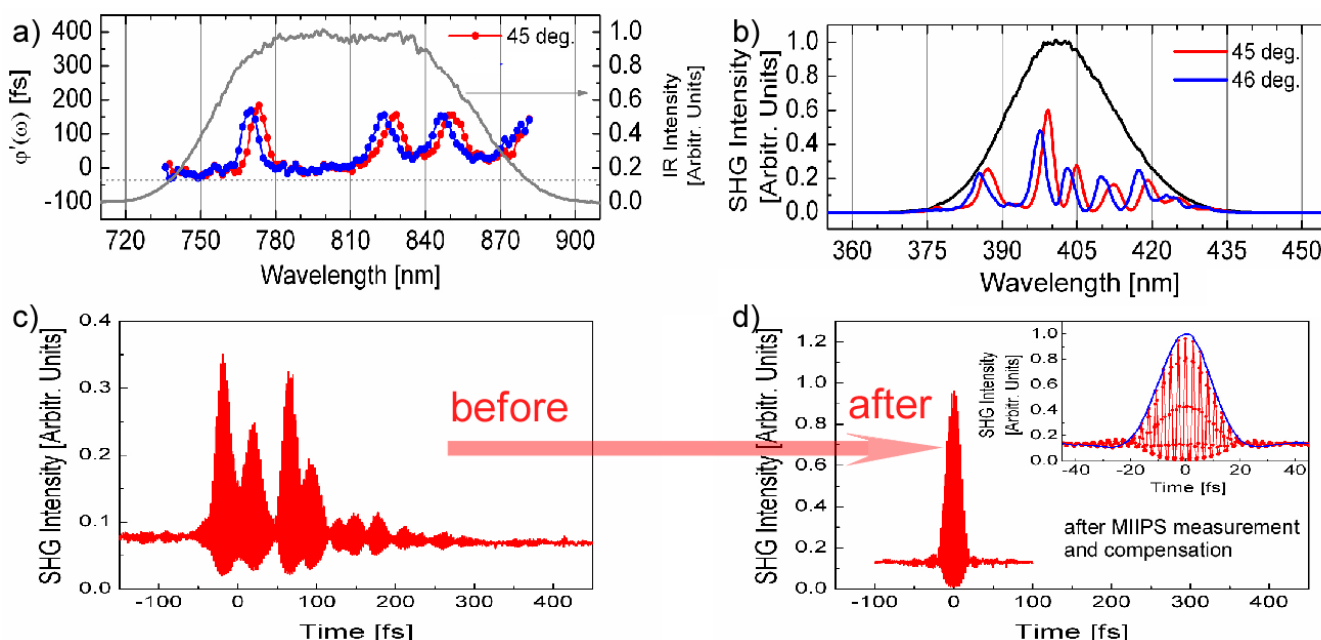 a)
400
300
200
100
0
-100
φ'(ω) [fs]
45 deg.
1.0
0.8
0.6
0.4
0.2
0.0
IR Intensity
[Arbitr. Units]
720 750 780 810 840 870 900
Wavelength [nm]
b)
SHG Intensity
[Arbitr. Units]
1.0
0.8
0.6
0.4
0.2
0.0
45 deg.
46 deg.
360 375 390 405 420 435 450
Wavelength [nm]
c)
SHG Intensity [Arbitr. Units]
0.4
0.3
0.2
0.1
0.0
before
-100 0 100 200 300 400
Time [fs]
d)
SHG Intensity [Arbitr. Units]
1.2
1.0
0.8
0.6
0.4
0.2
0.0
after
SHG Intensity
[Arbitr. Units]
1.0
0.8
0.6
0.4
0.2
0.0
-40 -20 0 20 40
Time [fs]
after MIIPS measurement
and compensation
-100 0 100 200 300 400
Time [fs]